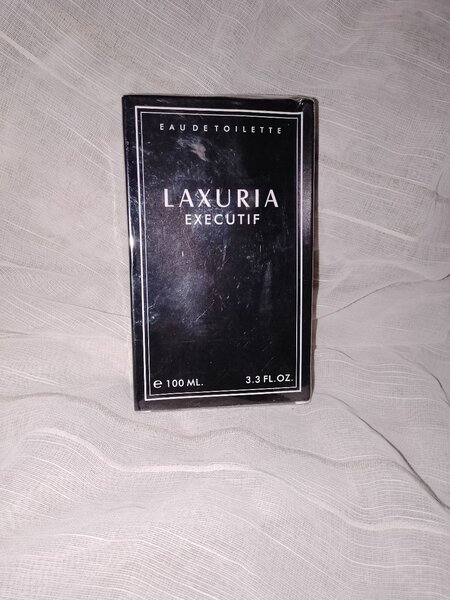 EAU DE TOILETTE
LAXURIA
EXECUTIF
e 100 ML. 3.3 FL.OZ.